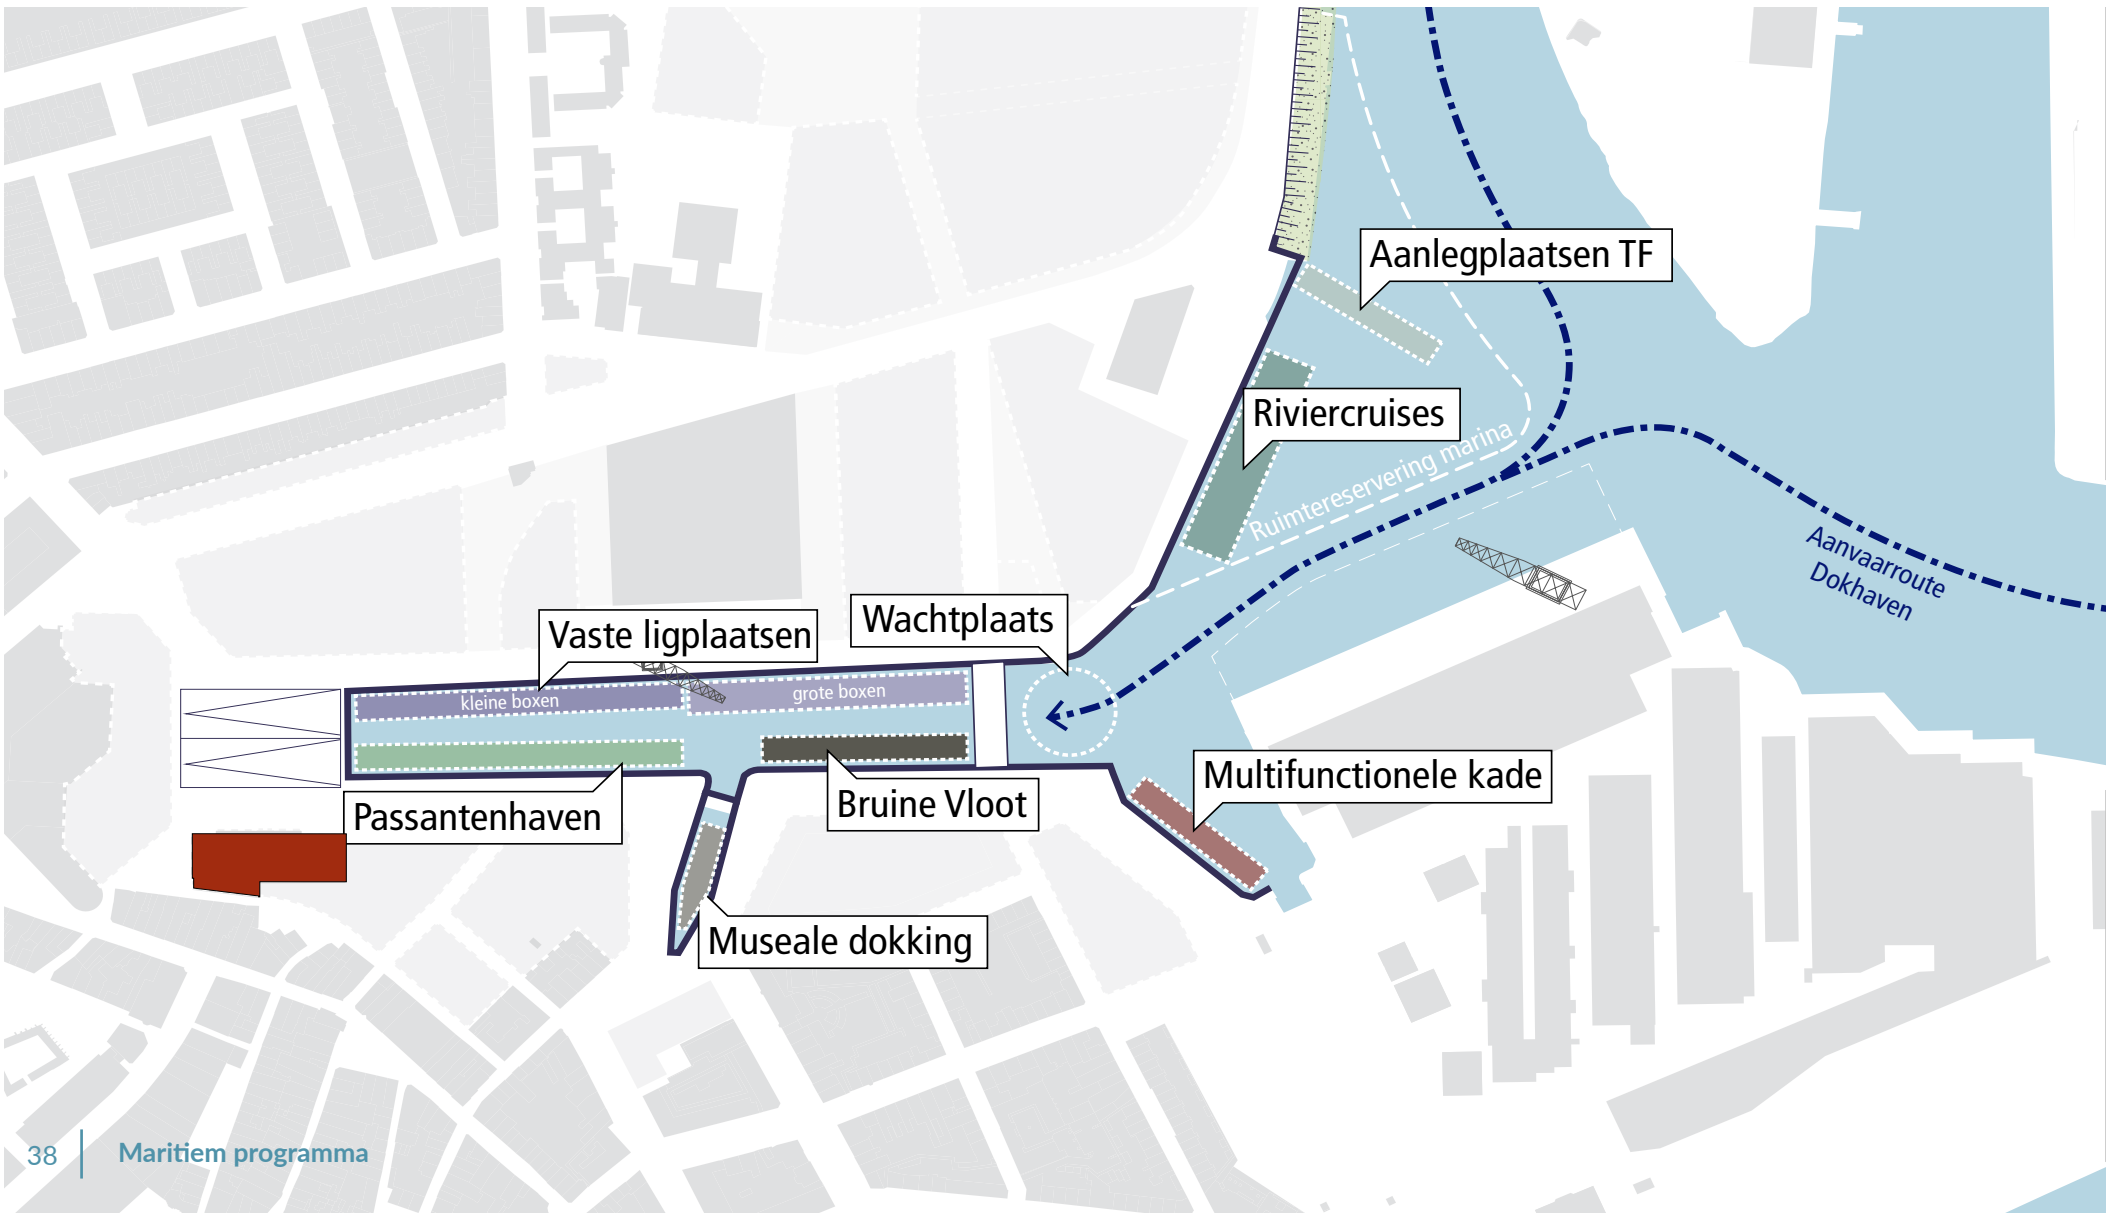 Aanlegplaatsen TF
Riviercruises
Ruimtereservering marina
Aanvaarroute
Dokhaven
Wachtplaats
Vaste ligplaatsen
kleine boxen
grote boxen
Multifunctionele kade
Bruine Vloot
Passantenhaven
Museale dokking
38
Maritiem programma